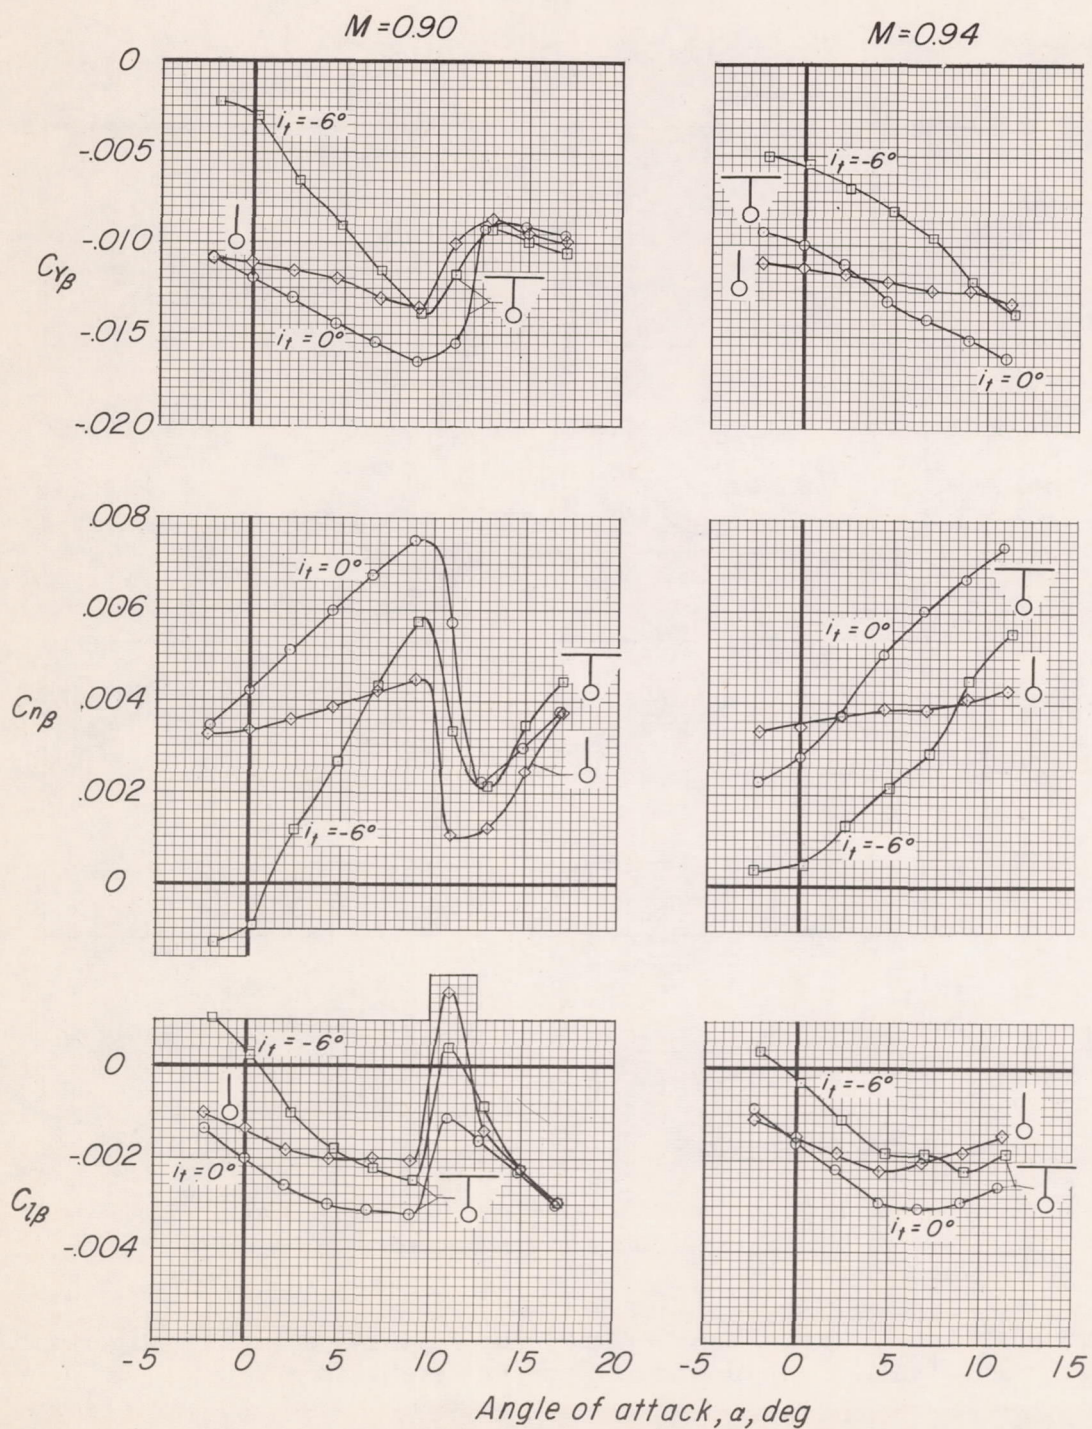 M=0.90
M=0.94
0
-.005
-.010
-.015
-.020
CYβ
it=-6°
it=0°
it=-6°
it=0°
.008
.006
.004
.002
0
Cnβ
it=0°
it=-6°
it=0°
it=-6°
0
-.002
-.004
Clβ
it=-6°
it=0°
it=-6°
it=0°
-5 0 5 10 15 20
-5 0 5 10 15
Angle of attack, α, deg